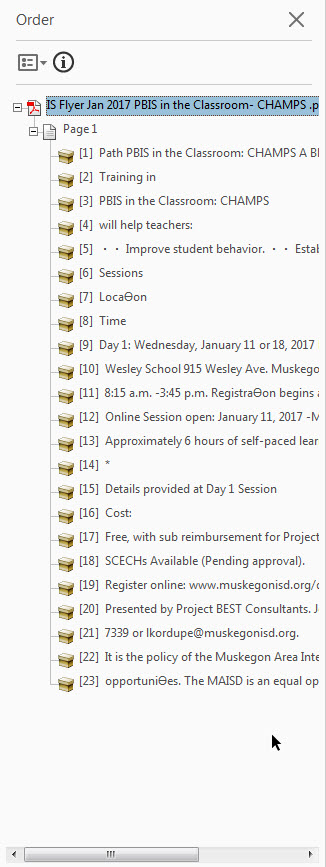 Order
IS Flyer Jan 2017 PBIS in the Classroom- CHAMPS .p
Page 1
[1] Path PBIS in the Classroom: CHAMPS A Bl
[2] Training in
[3] PBIS in the Classroom: CHAMPS
[4] will help teachers:
[5] • • Improve student behavior. • • Estab
[6] Sessions
[7] LocaƟon
[8] Time
[9] Day 1: Wednesday, January 11 or 18, 2017
[10] Wesley School 915 Wesley Ave. Muskego
[11] 8:15 a.m. -3:45 p.m. RegistraƟon begins a
[12] Online Session open: January 11, 2017 -M
[13] Approximately 6 hours of self-paced lear
[14] *
[15] Details provided at Day 1 Session
[16] Cost:
[17] Free, with sub reimbursement for Project
[18] SCECHs Available (Pending approval).
[19] Register online: www.muskegonisd.org/c
[20] Presented by Project BEST Consultants. J
[21] 7339 or lkordupe@muskegonisd.org.
[22] It is the policy of the Muskegon Area Inte
[23] opportuniƟes. The MAISD is an equal op